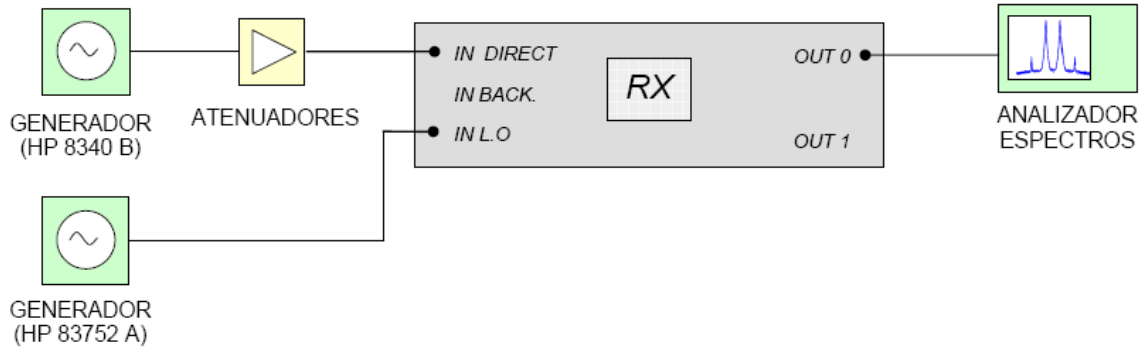 GENERADOR
(HP 8340 B)
ATENUADORES
IN DIRECT
IN BACK.
IN L.O
RX
OUT 0
OUT 1
ANALIZADOR
ESPECTROS
GENERADOR
(HP 83752 A)